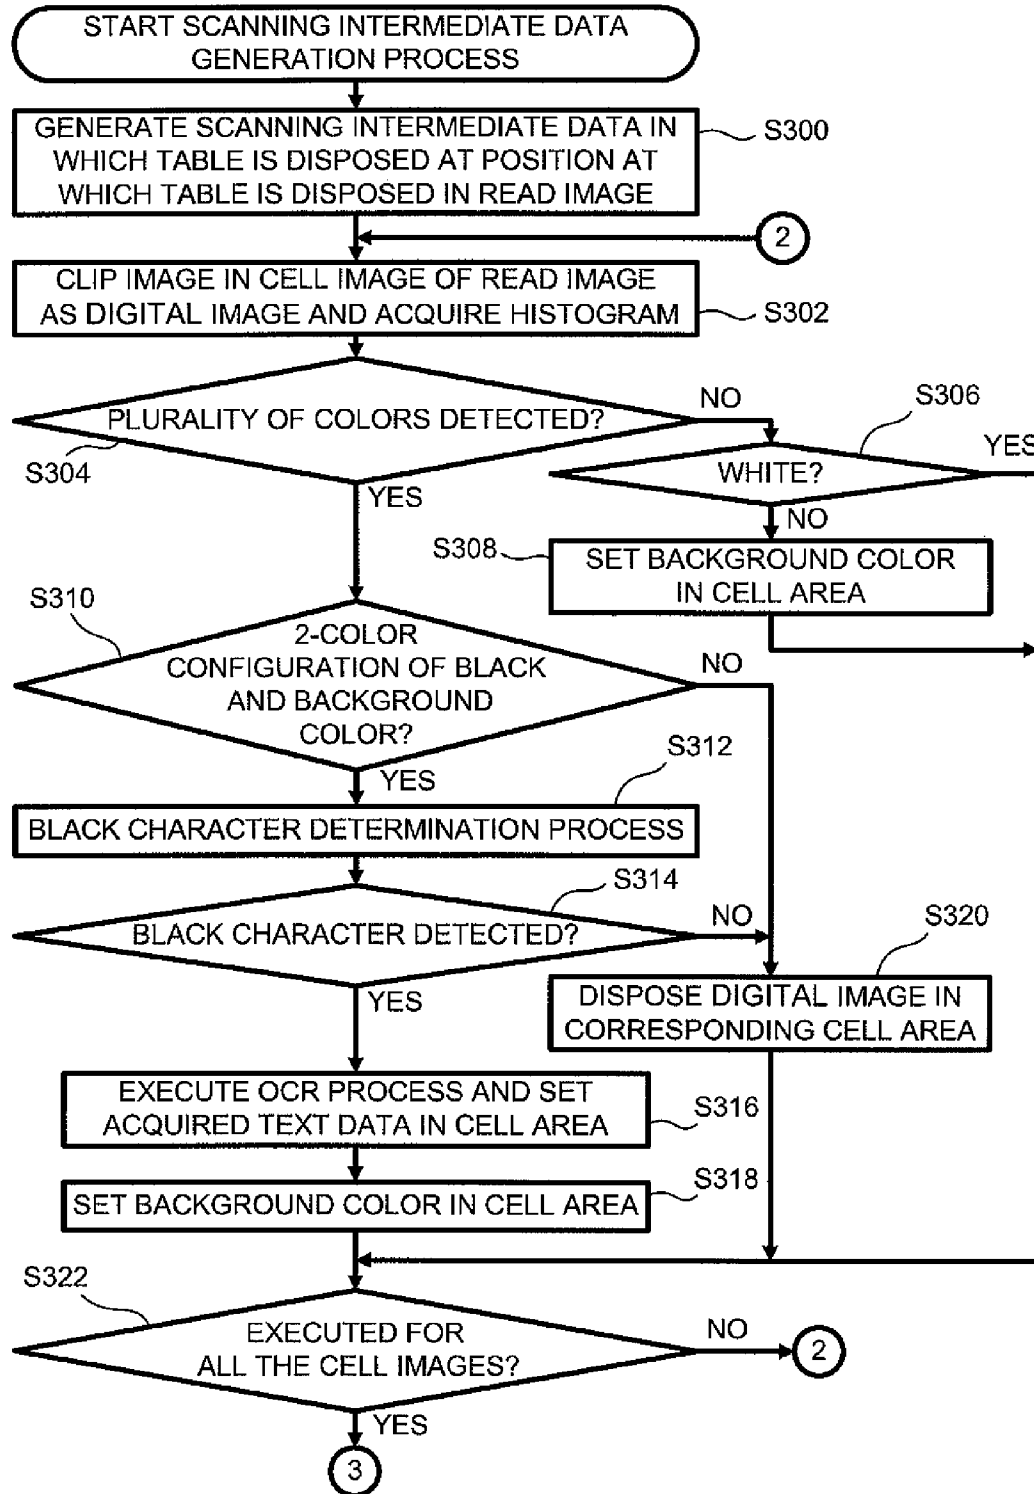 START SCANNING INTERMEDIATE DATA
GENERATION PROCESS
GENERATE SCANNING INTERMEDIATE DATA IN
WHICH TABLE IS DISPOSED AT POSITION AT
WHICH TABLE IS DISPOSED IN READ IMAGE
S300
2
CLIP IMAGE IN CELL IMAGE OF READ IMAGE
AS DIGITAL IMAGE AND ACQUIRE HISTOGRAM
S302
PLURALITY OF COLORS DETECTED?
NO
S304
YES
S306
WHITE?
YES
NO
S308
SET BACKGROUND COLOR
IN CELL AREA
S310
2-COLOR
CONFIGURATION OF BLACK
AND BACKGROUND
COLOR?
NO
YES
S312
BLACK CHARACTER DETERMINATION PROCESS
S314
BLACK CHARACTER DETECTED?
NO
YES
S320
DISPOSE DIGITAL IMAGE IN
CORRESPONDING CELL AREA
EXECUTE OCR PROCESS AND SET
ACQUIRED TEXT DATA IN CELL AREA
S316
SET BACKGROUND COLOR IN CELL AREA
S318
S322
EXECUTED FOR
ALL THE CELL IMAGES?
NO
2
YES
3